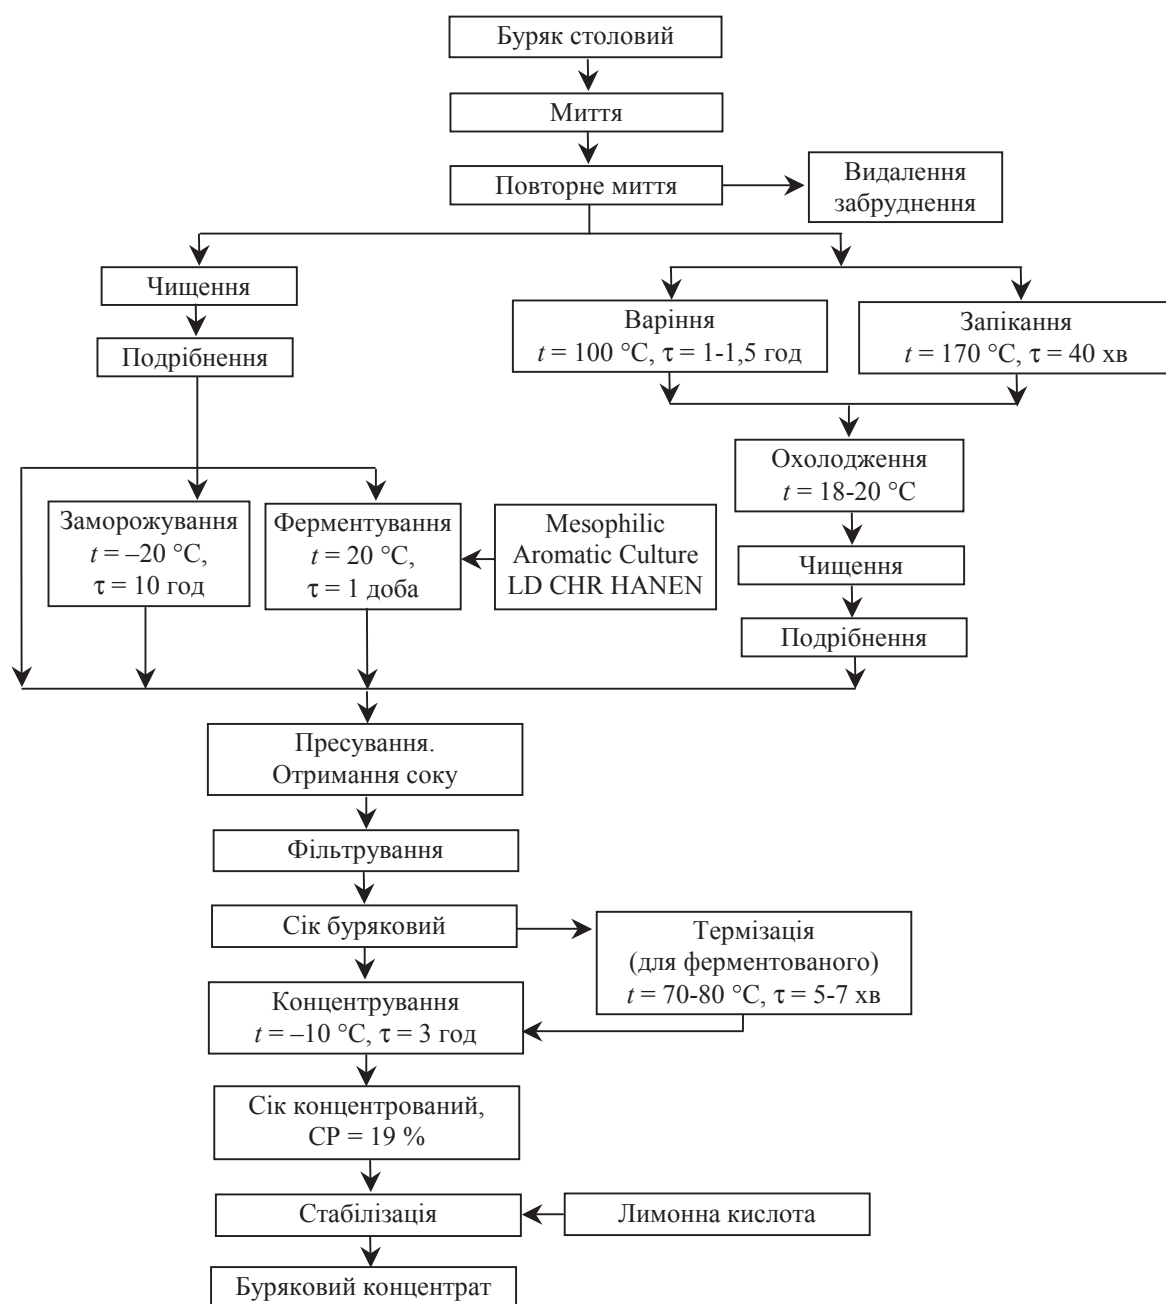 Буряк столовий
Миття
Повторне миття
Видалення
забруднення
Чищення
Подрібнення
Варіння
t = 100 °C, τ = 1-1,5 год
Запікання
t = 170 °C, τ = 40 хв
Охолодження
t = 18-20 °C
Заморожування
t = –20 °C,
τ = 10 год
Ферментування
t = 20 °C,
τ = 1 доба
Mesophilic
Aromatic Culture
LD CHR HANEN
Чищення
Подрібнення
Пресування.
Отримання соку
Фільтрування
Сік буряковий
Термізація
(для ферментованого)
t = 70-80 °C, τ = 5-7 хв
Концентрування
t = –10 °C, τ = 3 год
Сік концентрований,
СР = 19 %
Стабілізація
Лимонна кислота
Буряковий концентрат